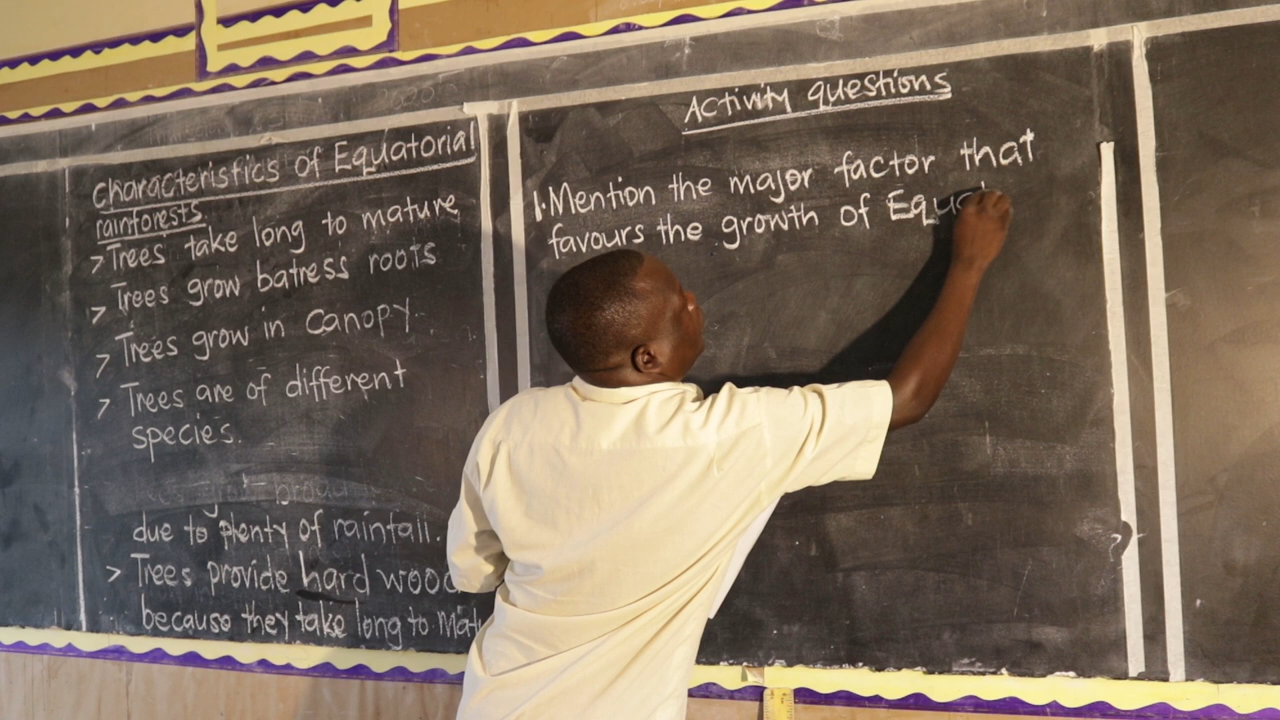 Characteristics of Equatorial
rainforests.
> Trees take long to mature
> Trees grow batress roots
> Trees grow in Canopy.
> Trees are of different
species.
due to plenty of rainfall.
> Trees provide hard wood
because they take long to
Activity questions
1. Mention the major factor that
favours the growth of